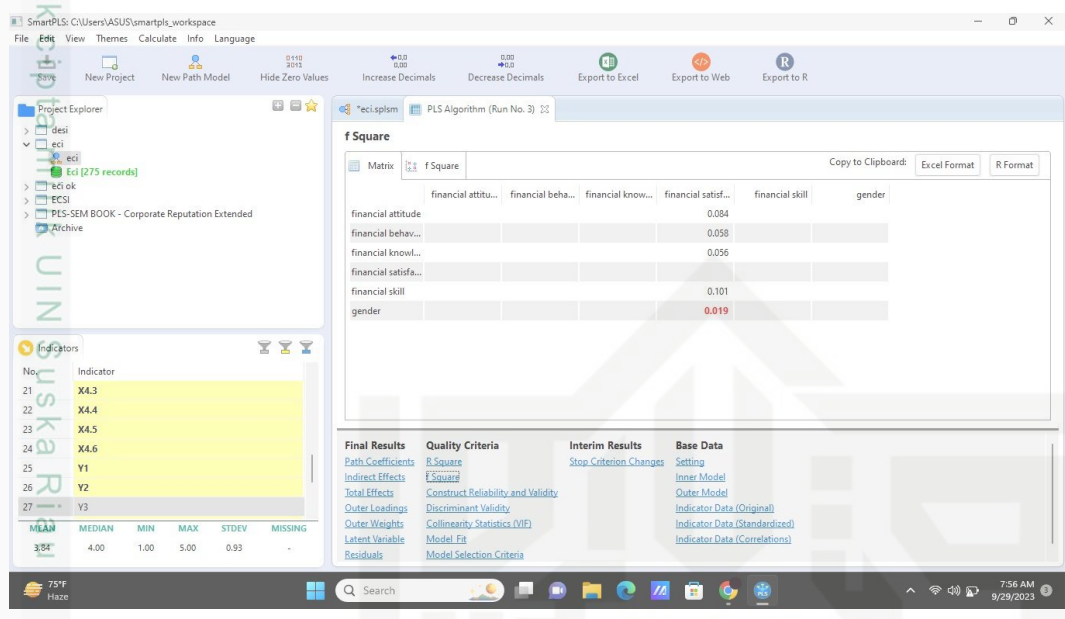 SmartPLS: C:\Users\ASUS\smartpls_workspace
File Edit View Themes Calculate Info Language
Save New Project New Path Model Hide Zero Values Increase Decimals Decrease Decimals Export to Excel Export to Web Export to R
Project Explorer
desi
eci
eci
Eci [275 records]
eci ok
ECSI
PLS-SEM BOOK - Corporate Reputation Extended
Archive
Indicators
No. Indicator
21 X4.3
22 X4.4
23 X4.5
24 X4.6
25 Y1
26 Y2
27 Y3
MEAN MEDIAN MIN MAX STDEV MISSING
3.84 4.00 1.00 5.00 0.93 -
*eci.splsm PLS Algorithm (Run No. 3)
f Square
Matrix f Square Copy to Clipboard: Excel Format R Format
financial attitu... financial beha... financial know... financial satisf... financial skill gender
financial attitude 0.084
financial behav... 0.058
financial knowl... 0.056
financial satisfa...
financial skill 0.101
gender 0.019
Final Results Quality Criteria Interim Results Base Data
Path Coefficients R Square Stop Criterion Changes Setting
Indirect Effects f Square Inner Model
Total Effects Construct Reliability and Validity Outer Model
Outer Loadings Discriminant Validity Indicator Data (Original)
Outer Weights Collinearity Statistics (VIF) Indicator Data (Standardized)
Latent Variable Model Fit Indicator Data (Correlations)
Residuals Model Selection Criteria
75°F
Haze
Search
7:56 AM
9/29/2023
k cipta milik UIN Suska Riau